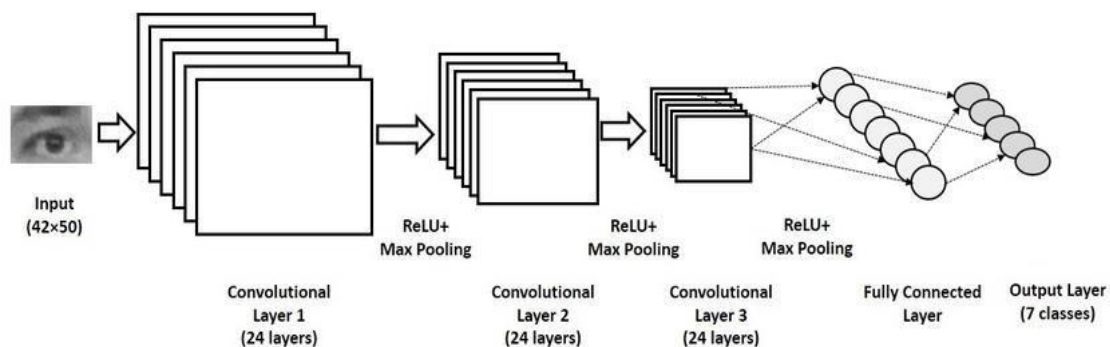 Input
(42×50)
ReLU+
Max Pooling
ReLU+
Max Pooling
ReLU+
Max Pooling
Convolutional
Layer 1
(24 layers)
Convolutional
Layer 2
(24 layers)
Convolutional
Layer 3
(24 layers)
Fully Connected
Layer
Output Layer
(7 classes)